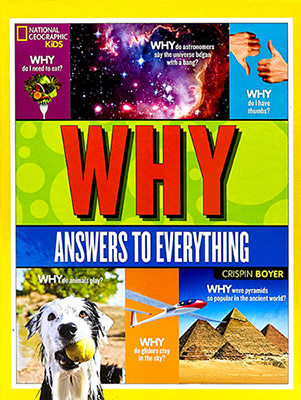 NATIONAL
GEOGRAPHIC
KiDS
WHY
do I need to eat?
WHY do astronomers
say the universe began
with a bang?
WHY
do I have
thumbs?
WHY
ANSWERS TO EVERYTHING
CRISPIN BOYER
WHY do animals play?
WHY
do gliders stay
in the sky?
WHY were pyramids
so popular in the ancient world?